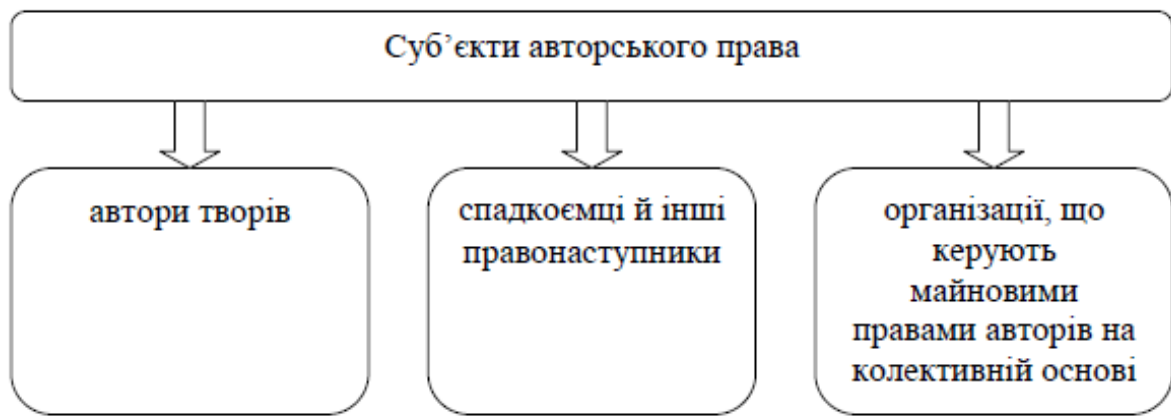 Суб’єкти авторського права
автори творів
спадкоємці й інші
правонаступники
організації, що
керують
майновими
правами авторів на
колективній основі